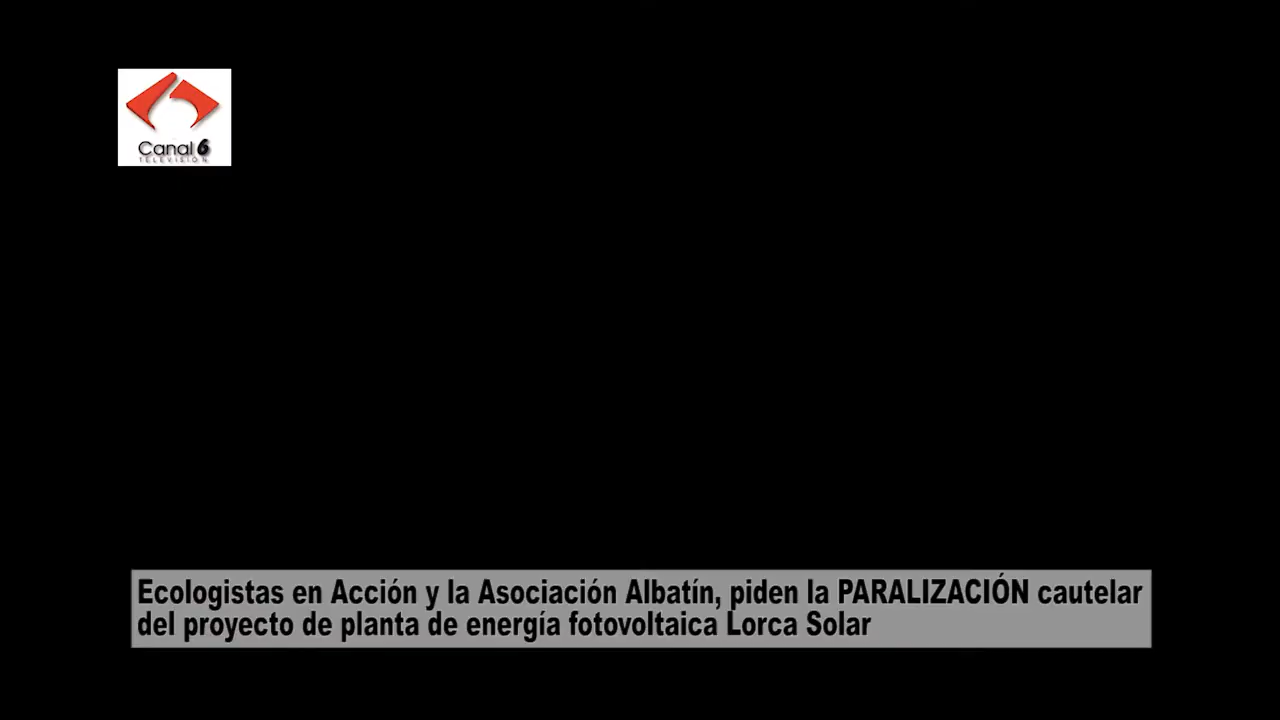 Canal 6
TELEVISIÓN
Ecologistas en Acción y la Asociación Albatín, piden la PARALIZACIÓN cautelar
del proyecto de planta de energía fotovoltaica Lorca Solar